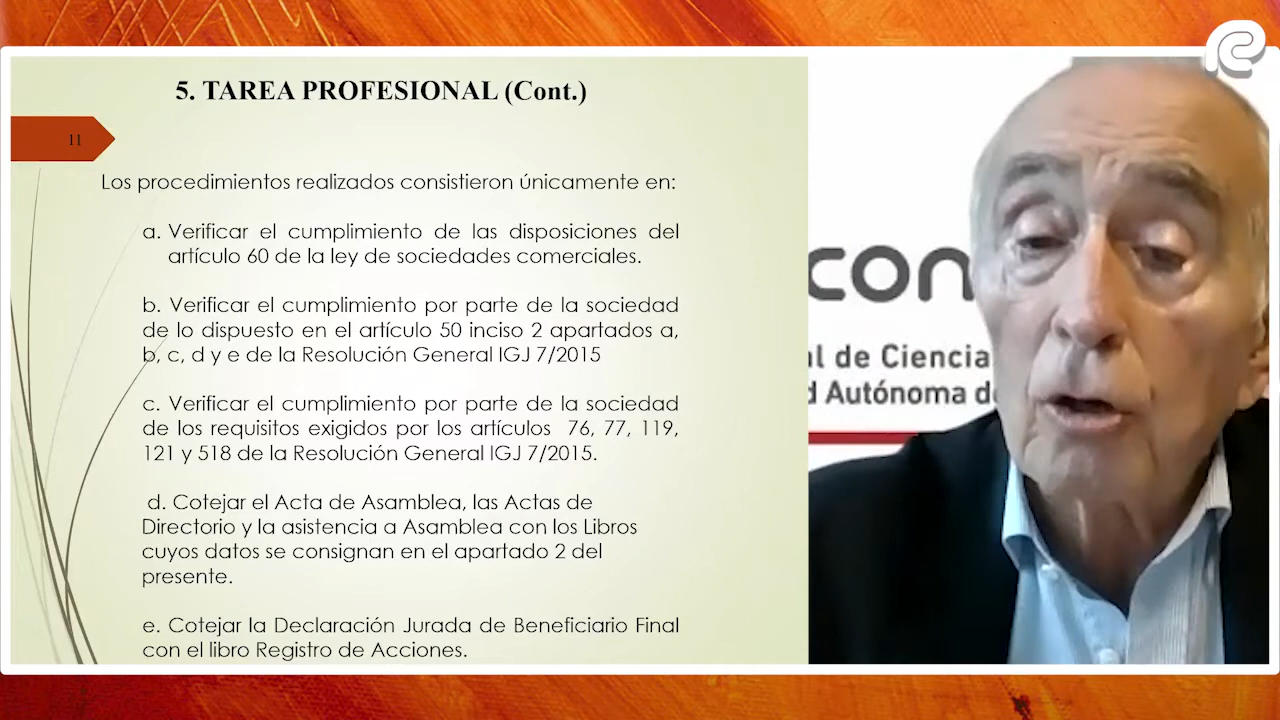 5. TAREA PROFESIONAL (Cont.)
11
Los procedimientos realizados consistieron únicamente en:
a. Verificar el cumplimiento de las disposiciones del
artículo 60 de la ley de sociedades comerciales.
b. Verificar el cumplimiento por parte de la sociedad
de lo dispuesto en el artículo 50 inciso 2 apartados a,
b, c, d y e de la Resolución General IGJ 7/2015
c. Verificar el cumplimiento por parte de la sociedad
de los requisitos exigidos por los artículos 76, 77, 119,
121 y 518 de la Resolución General IGJ 7/2015.
d. Cotejar el Acta de Asamblea, las Actas de
Directorio y la asistencia a Asamblea con los Libros
cuyos datos se consignan en el apartado 2 del
presente.
e. Cotejar la Declaración Jurada de Beneficiario Final
con el libro Registro de Acciones.
con
al de Ciencia
d Autónoma de